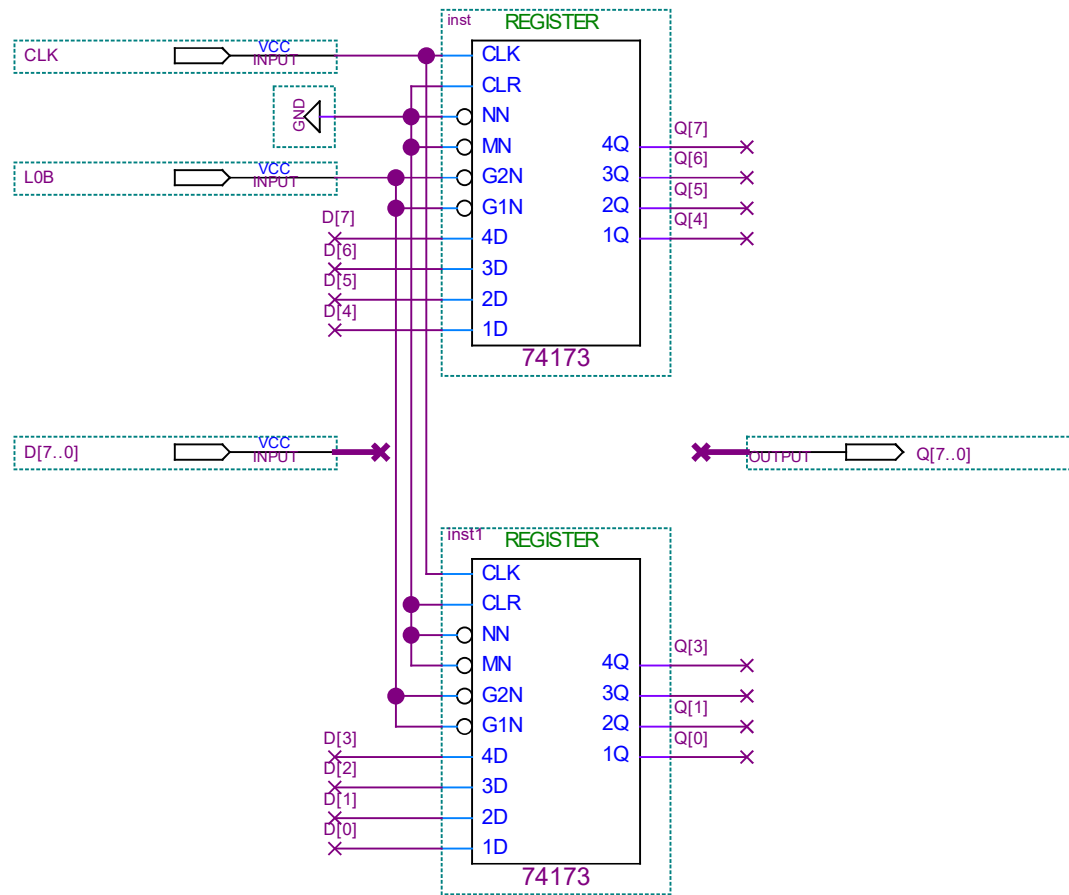 inst
REGISTER
CLK
VCC
INPUT
CLK
CLR
GND
NN
MN
4Q
Q[7]
L0B
VCC
INPUT
G2N
3Q
Q[6]
G1N
2Q
Q[5]
D[7]
4D
1Q
Q[4]
D[6]
3D
D[5]
2D
D[4]
1D
74173
D[7..0]
VCC
INPUT
OUTPUT
Q[7..0]
inst1
REGISTER
CLK
CLR
NN
MN
4Q
Q[3]
G2N
3Q
G1N
2Q
Q[1]
D[3]
4D
1Q
Q[0]
D[2]
3D
D[1]
2D
D[0]
1D
74173